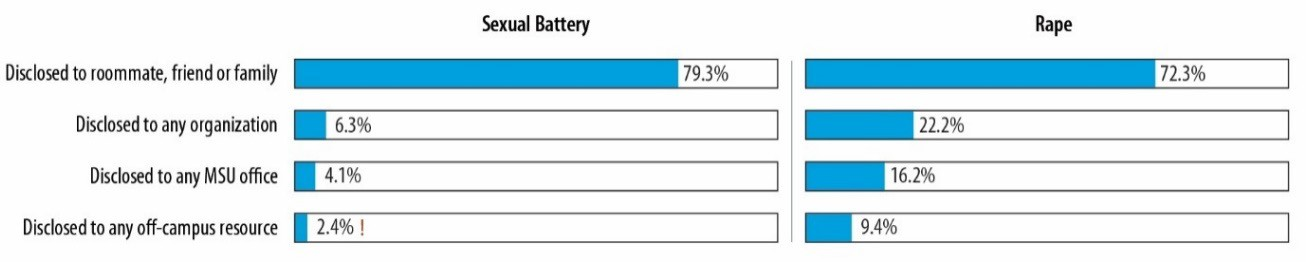 Sexual Battery Rape
Disclosed to roommate, friend or family 79.3% 72.3%
Disclosed to any organization 6.3% 22.2%
Disclosed to any MSU office 4.1% 16.2%
Disclosed to any off-campus resource 2.4% ! 9.4%